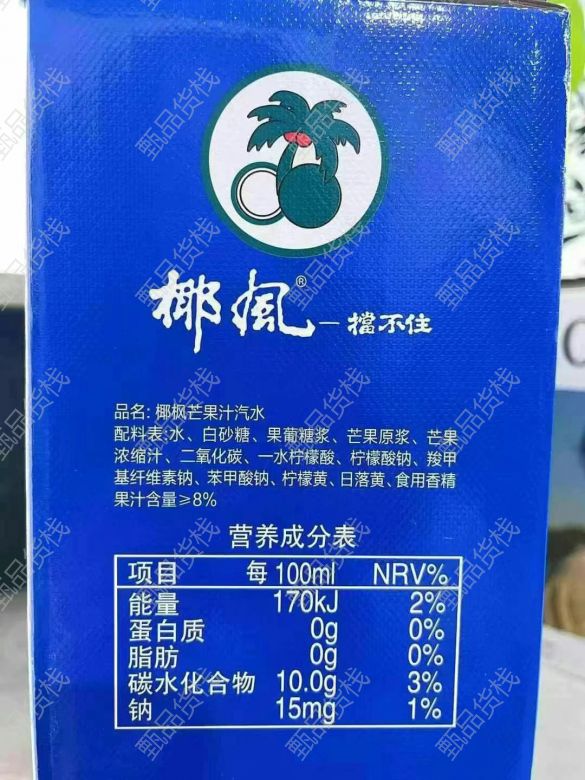 椰風®一擋不住
品名: 椰枫芒果汁汽水
配料表:水、白砂糖、果葡糖浆、芒果原浆、芒果
浓缩汁、二氧化碳、一水柠檬酸、柠檬酸钠、羧甲
基纤维素钠、苯甲酸钠、柠檬黄、日落黄、食用香精
果汁含量≥8%
营养成分表
项目 每100ml NRV%
能量 170kJ 2%
蛋白质 0g 0%
脂肪 0g 0%
碳水化合物 10.0g 3%
钠 15mg 1%
甄品货栈